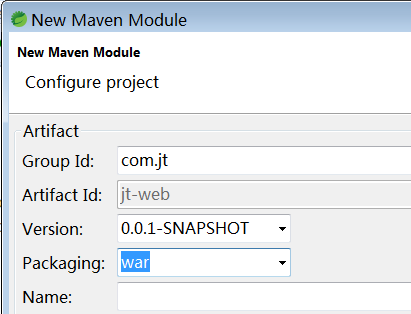 New Maven Module
New Maven Module
Configure project
Artifact
Group Id: com.jt
Artifact Id: jt-web
Version: 0.0.1-SNAPSHOT
Packaging: war
Name: